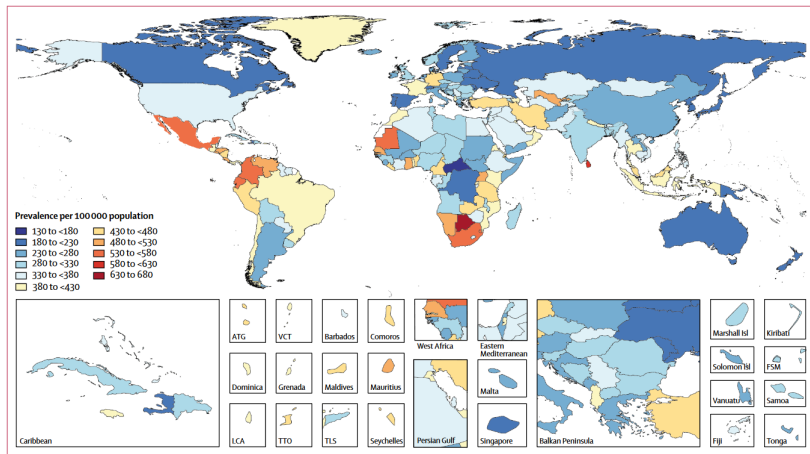 Prevalence per 100 000 population
130 to <180
180 to <230
230 to <280
280 to <330
330 to <380
380 to <430
430 to <480
480 to <530
530 to <580
580 to <630
630 to 680
Caribbean
ATG
VCT
Barbados
Comoros
Dominica
Grenada
Maldives
Mauritius
LCA
TTO
TLS
Seychelles
West Africa
Eastern
Mediterranean
Persian Gulf
Malta
Singapore
Balkan Peninsula
Marshall Isl
Kiribati
Solomon Isl
FSM
Vanuatu
Samoa
Fiji
Tonga